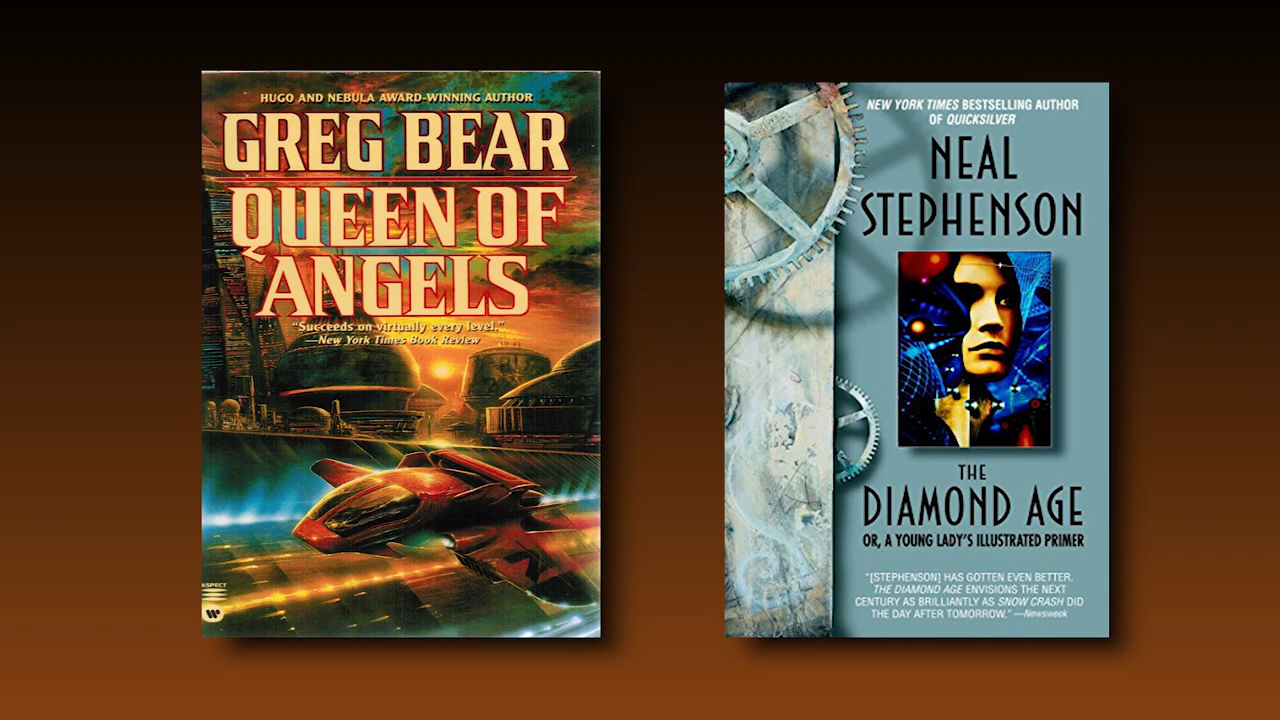 HUGO AND NEBULA AWARD-WINNING AUTHOR
GREG BEAR
QUEEN OF
ANGELS
"Succeeds on virtually every level."
—New York Times Book Review
ASPECT
W
NEW YORK TIMES BESTSELLING AUTHOR
OF QUICKSILVER
NEAL
STEPHENSON
THE
DIAMOND AGE
OR, A YOUNG LADY'S ILLUSTRATED PRIMER
"[STEPHENSON] HAS GOTTEN EVEN BETTER.
THE DIAMOND AGE ENVISIONS THE NEXT
CENTURY AS BRILLIANTLY AS SNOW CRASH DID
THE DAY AFTER TOMORROW." —Newsweek